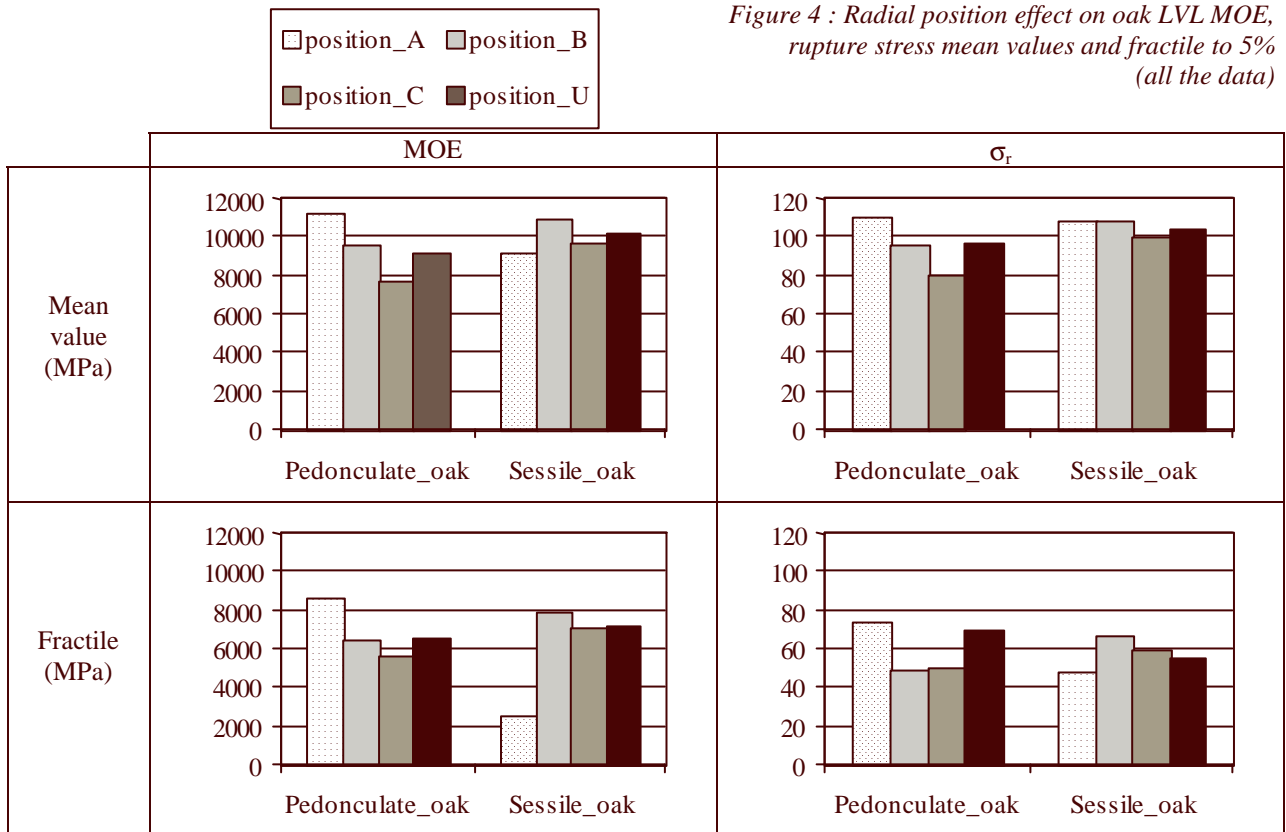 Figure 4 : Radial position effect on oak LVL MOE,
rupture stress mean values and fractile to 5%
(all the data)
position_A position_B
position_C position_U
MOE
σr
Mean
value
(MPa)
12000
10000
8000
6000
4000
2000
0
Pedonculate_oak Sessile_oak
120
100
80
60
40
20
0
Pedonculate_oak Sessile_oak
Fractile
(MPa)
12000
10000
8000
6000
4000
2000
0
Pedonculate_oak Sessile_oak
120
100
80
60
40
20
0
Pedonculate_oak Sessile_oak